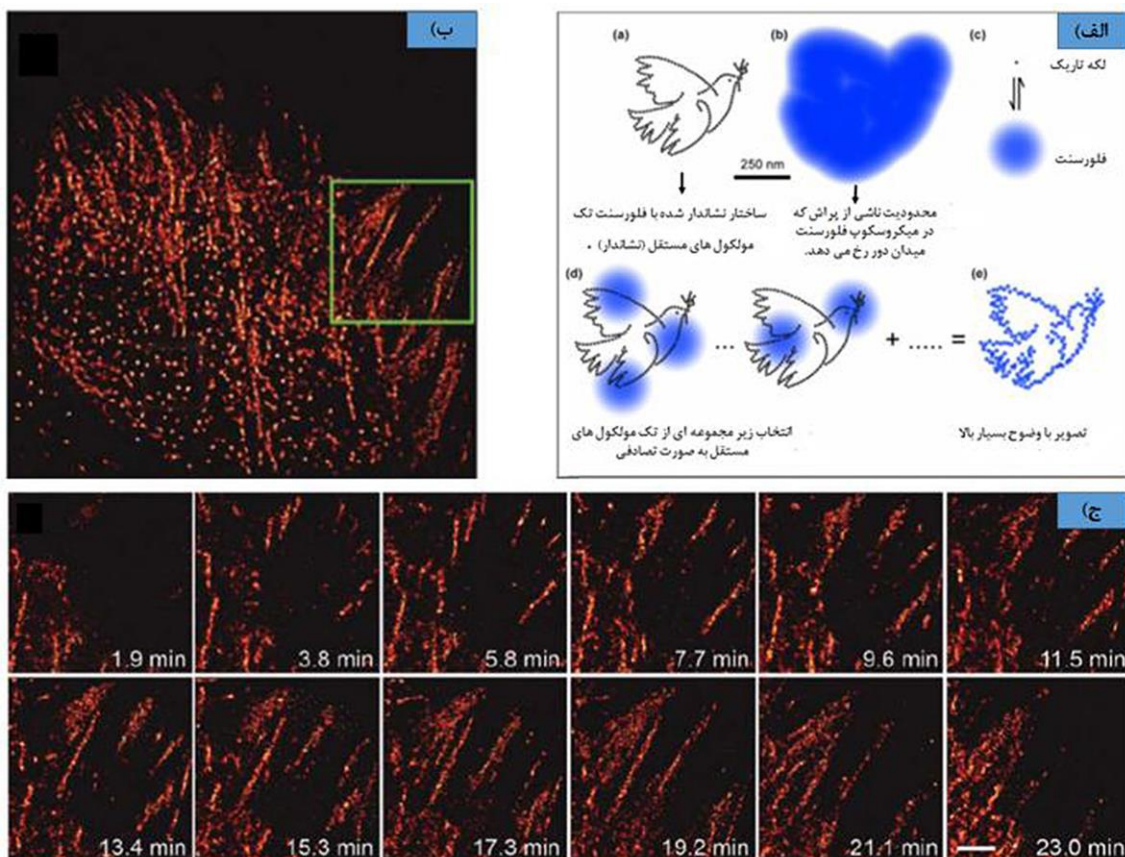 الف)
(a)
(b)
(c)
لکه تاریک
فلورسنت
250 nm
ساختار نشاندار شده با فلورسنت تک
مولکول های مستقل (نشاندار) .
محدودیت ناشی از پراش که
در میکروسکوپ فلورسنت
میدان دور رخ می دهد.
(d)
(e)
... + ..... =
انتخاب زیر مجموعه ای از تک مولکول های
مستقل به صورت تصادفی
تصویر با وضوح بسیار بالا
ب)
ج)
1.9 min
3.8 min
5.8 min
7.7 min
9.6 min
11.5 min
13.4 min
15.3 min
17.3 min
19.2 min
21.1 min
23.0 min